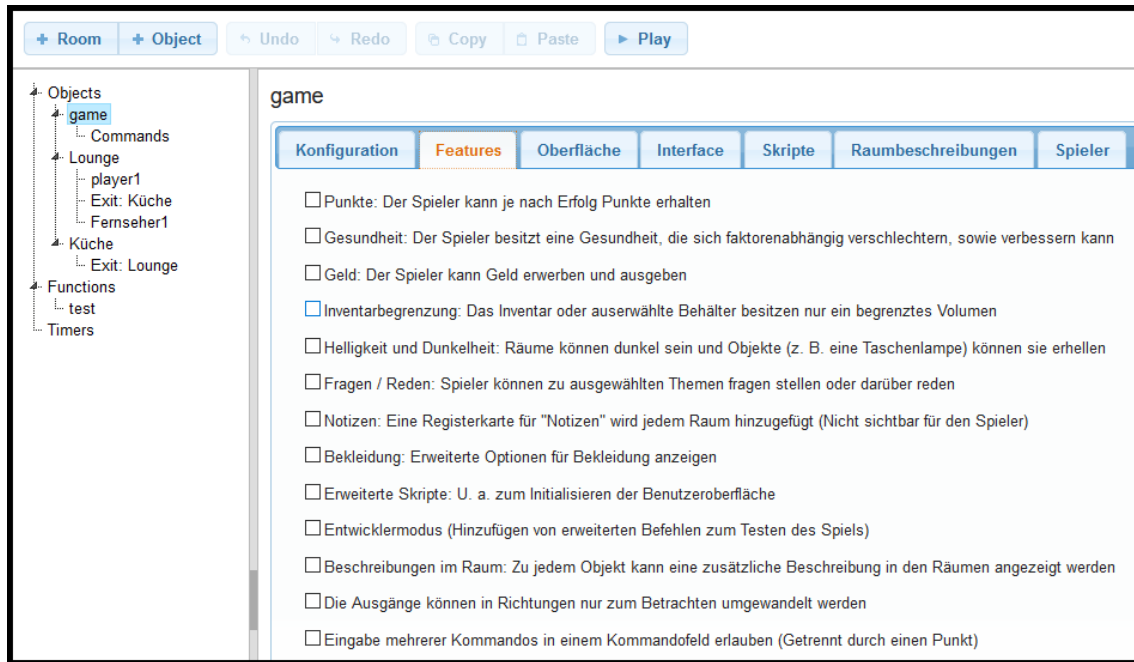 Room Object Undo Redo Copy Paste Play
Objects
game
Commands
Lounge
player1
Exit: Küche
Fernseher1
Küche
Exit: Lounge
Functions
test
Timers
game
Konfiguration Features Oberfläche Interface Skripte Raumbeschreibungen Spieler
Punkte: Der Spieler kann je nach Erfolg Punkte erhalten
Gesundheit: Der Spieler besitzt eine Gesundheit, die sich faktorenabhängig verschlechtern, sowie verbessern kann
Geld: Der Spieler kann Geld erwerben und ausgeben
Inventarbegrenzung: Das Inventar oder auserwählte Behälter besitzen nur ein begrenztes Volumen
Helligkeit und Dunkelheit: Räume können dunkel sein und Objekte (z. B. eine Taschenlampe) können sie erhellen
Fragen / Reden: Spieler können zu ausgewählten Themen fragen stellen oder darüber reden
Notizen: Eine Registerkarte für "Notizen" wird jedem Raum hinzugefügt (Nicht sichtbar für den Spieler)
Bekleidung: Erweiterte Optionen für Bekleidung anzeigen
Erweiterte Skripte: U. a. zum Initialisieren der Benutzeroberfläche
Entwicklermodus (Hinzufügen von erweiterten Befehlen zum Testen des Spiels)
Beschreibungen im Raum: Zu jedem Objekt kann eine zusätzliche Beschreibung in den Räumen angezeigt werden
Die Ausgänge können in Richtungen nur zum Betrachten umgewandelt werden
Eingabe mehrerer Kommandos in einem Kommandofeld erlauben (Getrennt durch einen Punkt)